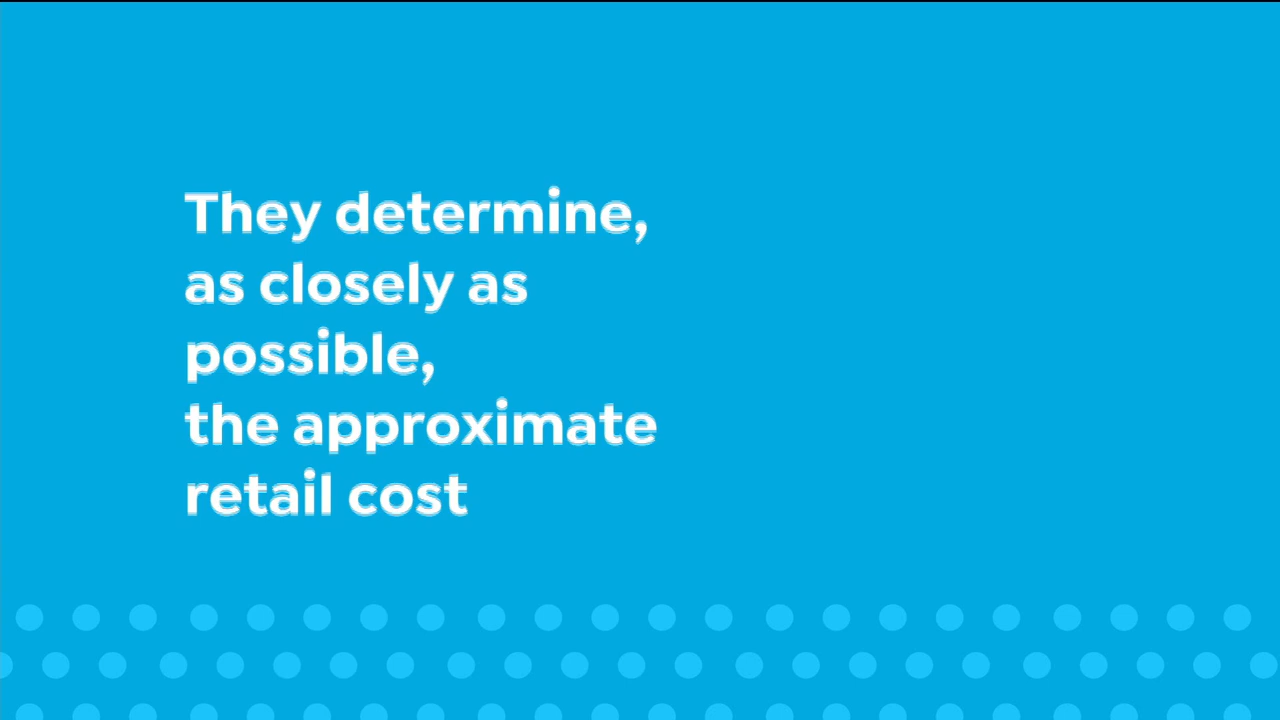 They determine,
as closely as
possible,
the approximate
retail cost